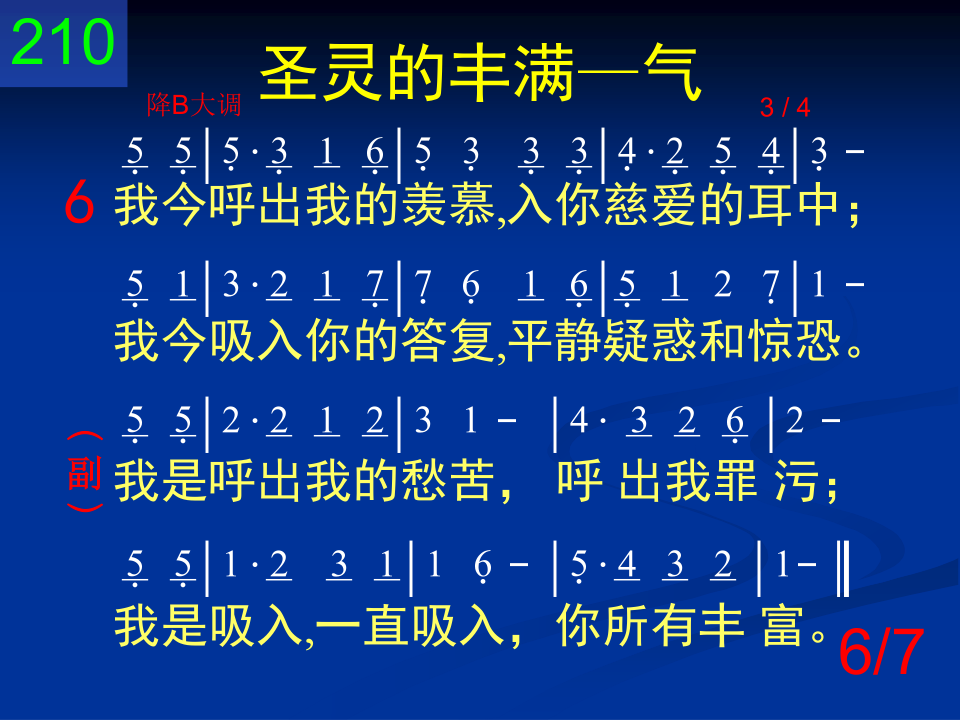 210
圣灵的丰满—气
降B大调
3 / 4
5̣ 5̣|5̣·3̣ 1 6̣|5̣ 3̣ 3̣ 3̣|4̣·2̣ 5̣ 4̣|3̣ -
6 我今呼出我的羡慕,入你慈爱的耳中；
5̣ 1|3·2 1 7̣|7̣ 6̣ 1 6̣|5̣ 1 2 7̣|1 -
我今吸入你的答复,平静疑惑和惊恐。
5̣ 5̣|2·2 1 2|3 1 -|4· 3 2 6̣|2 -
（副）
我是呼出我的愁苦， 呼 出我罪 污；
5̣ 5̣|1·2 3 1|1 6̣ -|5̣·4 3 2|1-‖
我是吸入,一直吸入，你所有丰 富。
6/7